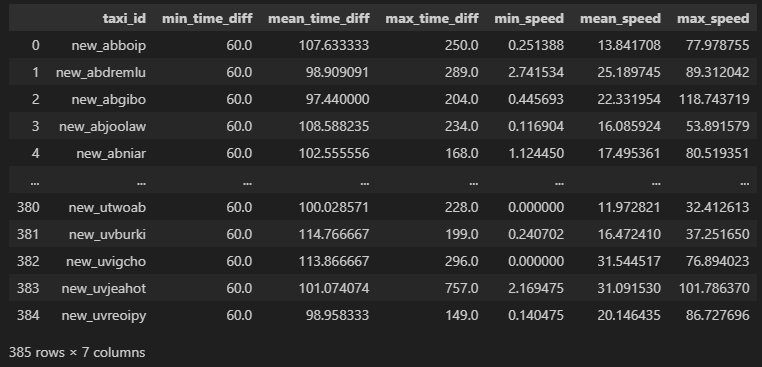 taxi_id min_time_diff mean_time_diff max_time_diff min_speed mean_speed max_speed
0 new_abboip 60.0 107.633333 250.0 0.251388 13.841708 77.978755
1 new_abdremlu 60.0 98.909091 289.0 2.741534 25.189745 89.312042
2 new_abgibo 60.0 97.440000 204.0 0.445693 22.331954 118.743719
3 new_abjoolaw 60.0 108.588235 234.0 0.116904 16.085924 53.891579
4 new_abniar 60.0 102.555556 168.0 1.124450 17.495361 80.519351
... ... ... ... ... ... ... ...
380 new_utwoab 60.0 100.028571 228.0 0.000000 11.972821 32.412613
381 new_uvburki 60.0 114.766667 199.0 0.240702 16.472410 37.251650
382 new_uvigcho 60.0 113.866667 296.0 0.000000 31.544517 76.894023
383 new_uvjeahot 60.0 101.074074 757.0 2.169475 31.091530 101.786370
384 new_uvreoipy 60.0 98.958333 149.0 0.140475 20.146435 86.727696
385 rows × 7 columns